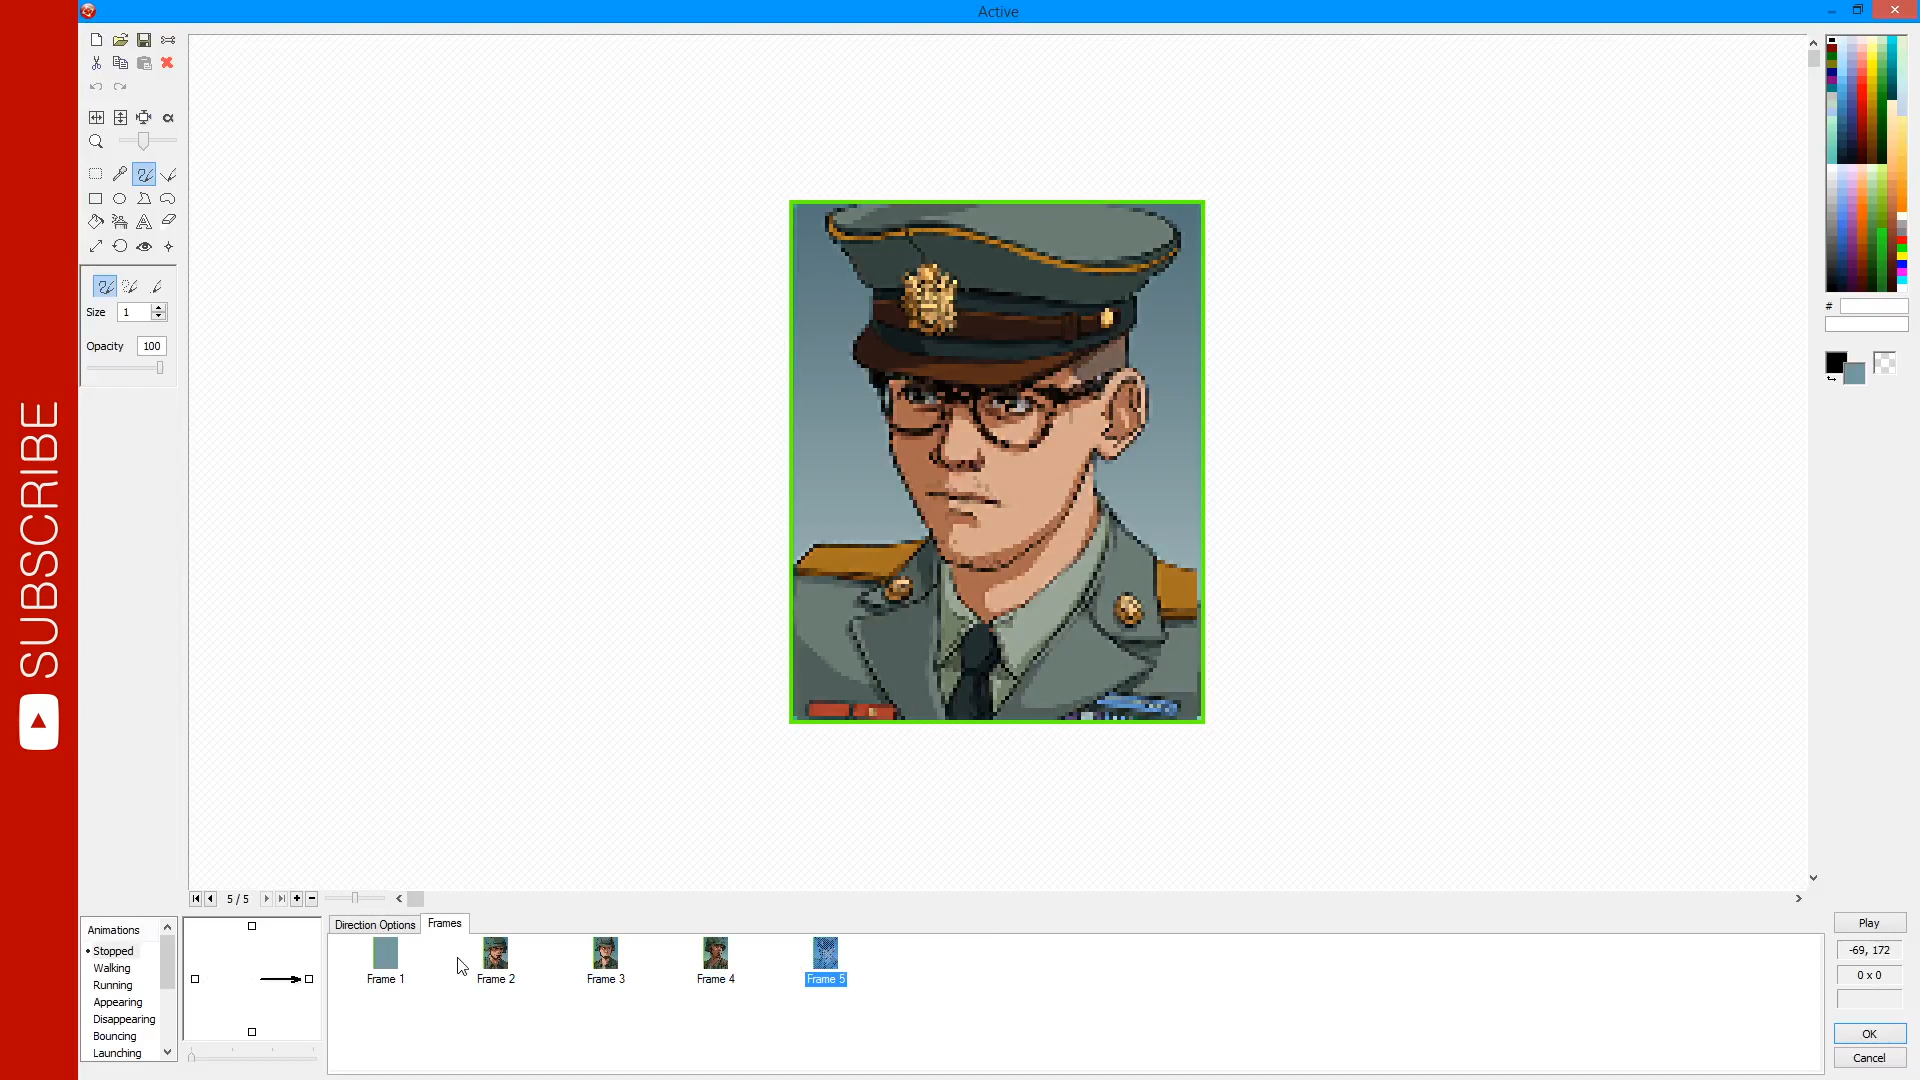 Active
SUBSCRIBE
Size 1
Opacity 100
#
5 / 5
Animations
Stopped
Walking
Running
Appearing
Disappearing
Bouncing
Launching
Direction Options
Frames
Frame 1
Frame 2
Frame 3
Frame 4
Frame 5
Play
-69, 172
0 x 0
OK
Cancel